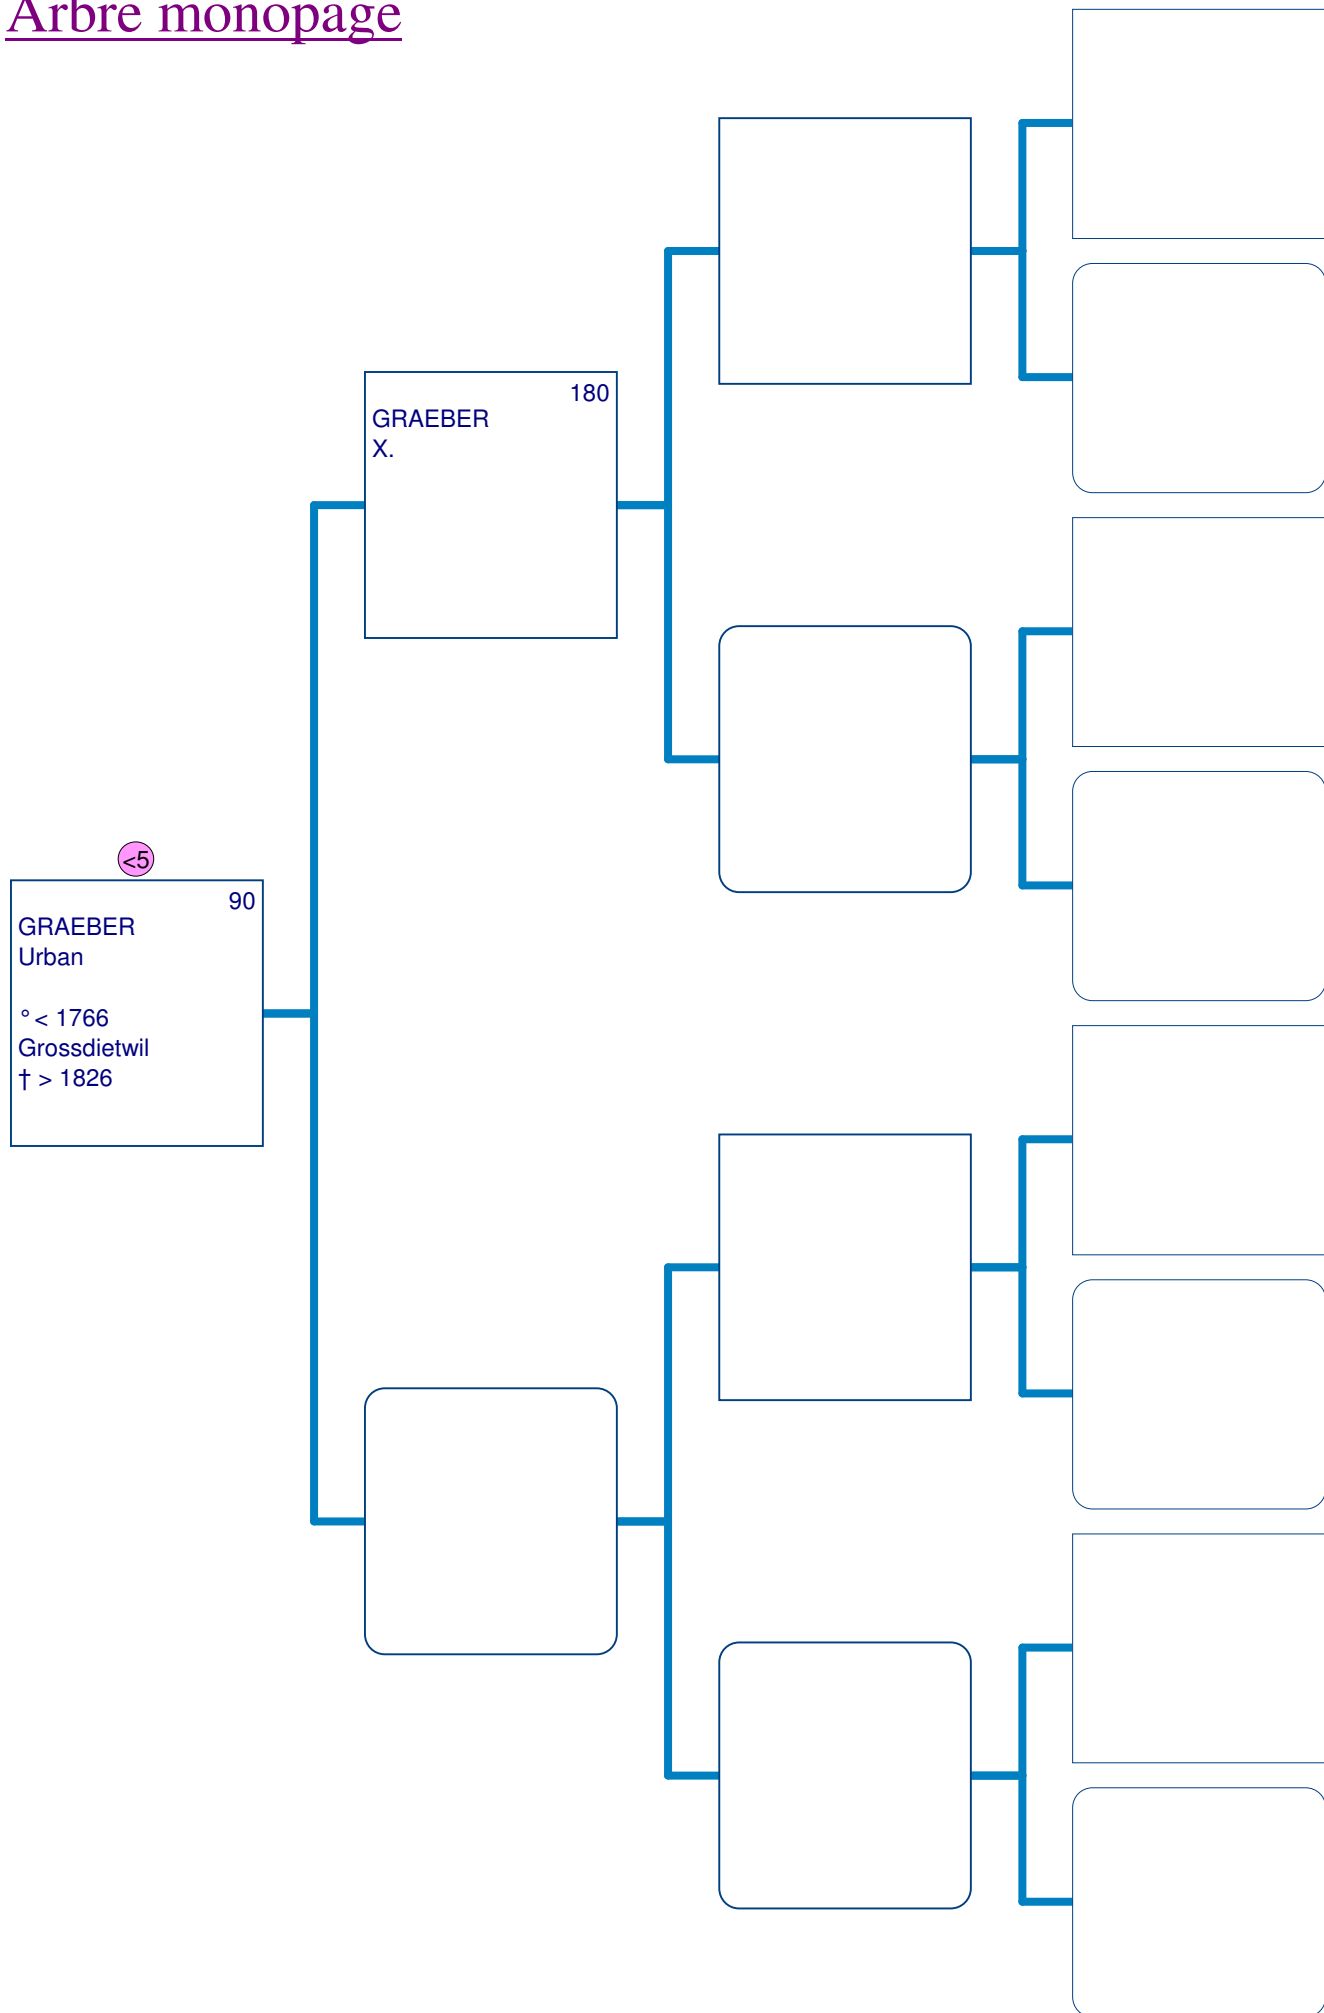 Arbre monopage
180
GRAEBER
X.
<5
90
GRAEBER
Urban
° < 1766
Grossdietwil
† > 1826